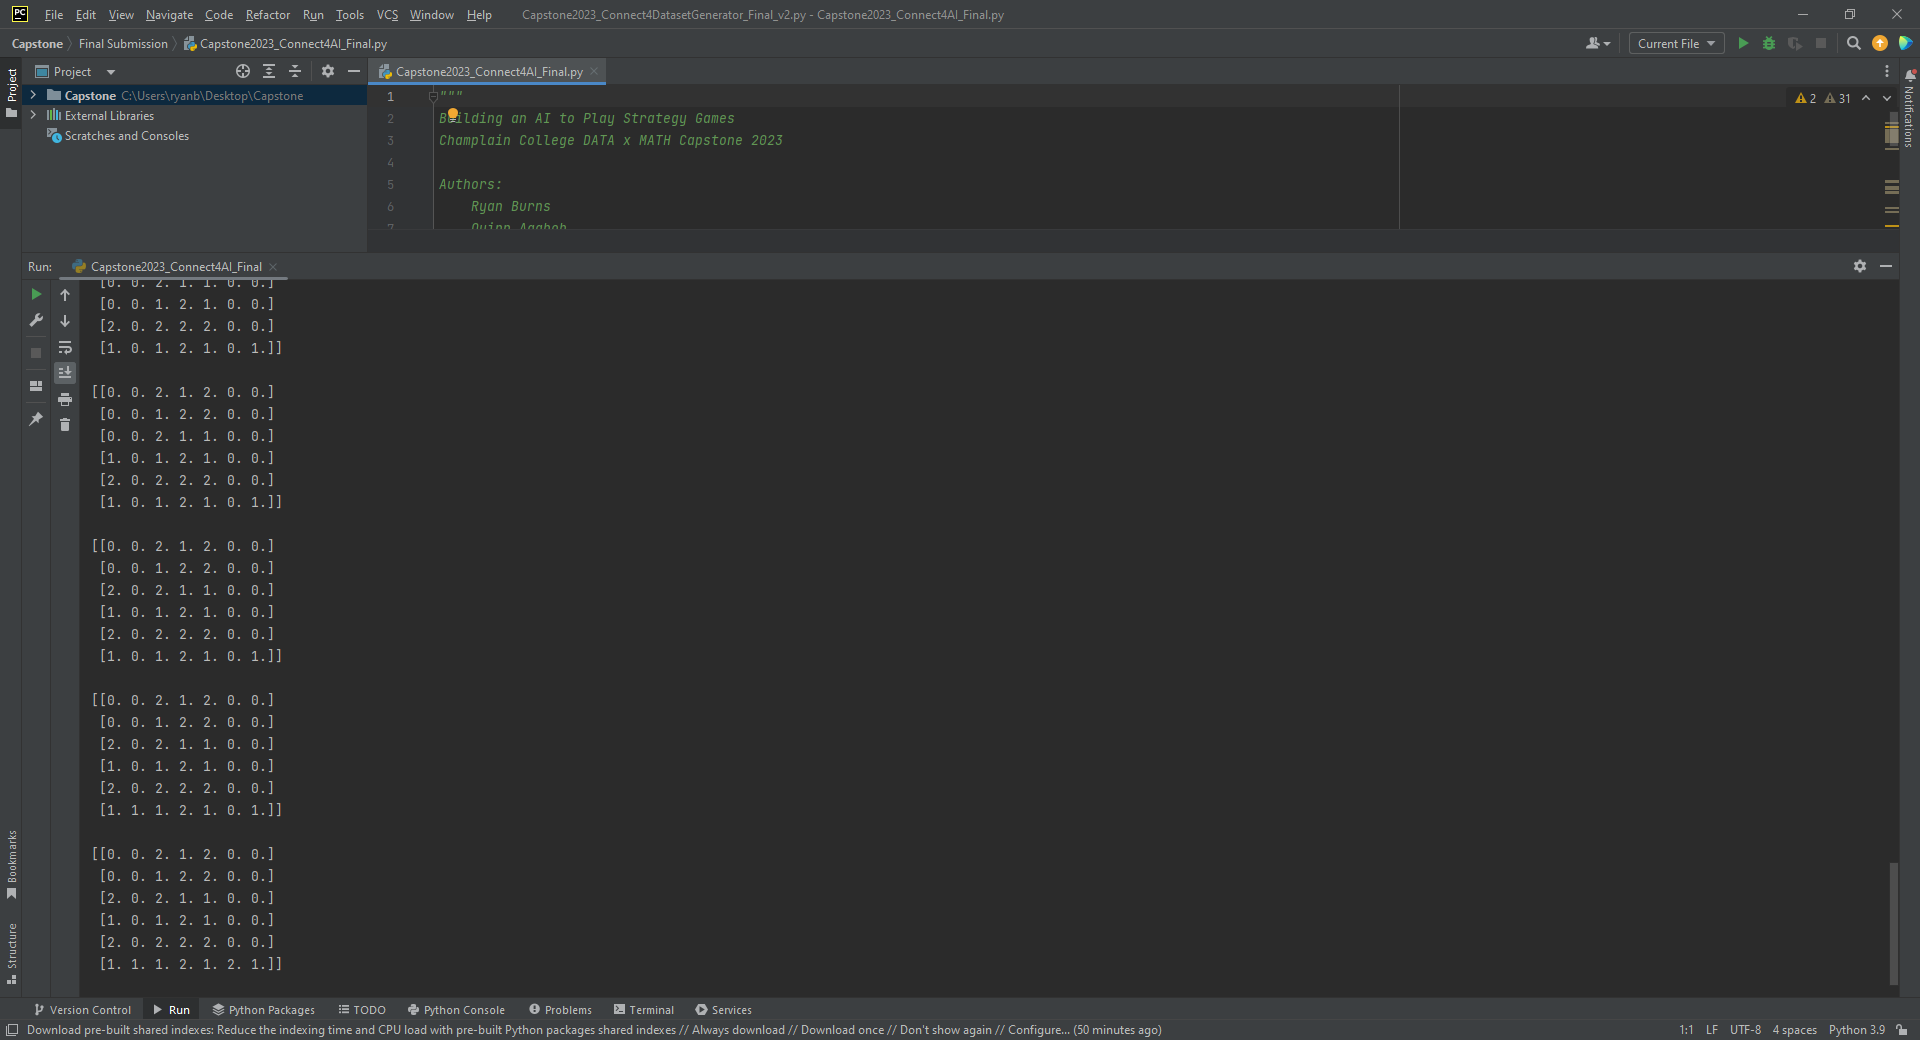 PC File Edit View Navigate Code Refactor Run Tools VCS Window Help Capstone2023_Connect4DatasetGenerator_Final_v2.py - Capstone2023_Connect4AI_Final.py
Capstone Final Submission Capstone2023_Connect4AI_Final.py Current File
Project
Project
Capstone2023_Connect4AI_Final.py
Notifications
Capstone C:\Users\ryanb\Desktop\Capstone
External Libraries
Scratches and Consoles
1 """
2 31
2 Building an AI to Play Strategy Games
3 Champlain College DATA x MATH Capstone 2023
4
5 Authors:
6 Ryan Burns
7
Run: Capstone2023_Connect4AI_Final
[0. 0. 2. 1. 1. 0. 0.]
[0. 0. 1. 2. 1. 0. 0.]
[2. 0. 2. 2. 2. 0. 0.]
[1. 0. 1. 2. 1. 0. 1.]]
[[0. 0. 2. 1. 2. 0. 0.]
[0. 0. 1. 2. 2. 0. 0.]
[0. 0. 2. 1. 1. 0. 0.]
[1. 0. 1. 2. 1. 0. 0.]
[2. 0. 2. 2. 2. 0. 0.]
[1. 0. 1. 2. 1. 0. 1.]]
[[0. 0. 2. 1. 2. 0. 0.]
[0. 0. 1. 2. 2. 0. 0.]
[2. 0. 2. 1. 1. 0. 0.]
[1. 0. 1. 2. 1. 0. 0.]
[2. 0. 2. 2. 2. 0. 0.]
[1. 0. 1. 2. 1. 0. 1.]]
[[0. 0. 2. 1. 2. 0. 0.]
[0. 0. 1. 2. 2. 0. 0.]
[2. 0. 2. 1. 1. 0. 0.]
[1. 0. 1. 2. 1. 0. 0.]
[2. 0. 2. 2. 2. 0. 0.]
[1. 1. 1. 2. 1. 0. 1.]]
[[0. 0. 2. 1. 2. 0. 0.]
[0. 0. 1. 2. 2. 0. 0.]
[2. 0. 2. 1. 1. 0. 0.]
[1. 0. 1. 2. 1. 0. 0.]
[2. 0. 2. 2. 2. 0. 0.]
[1. 1. 1. 2. 1. 2. 1.]]
Bookmarks
Structure
Version Control Run Python Packages TODO Python Console Problems Terminal Services
Download pre-built shared indexes: Reduce the indexing time and CPU load with pre-built Python packages shared indexes // Always download // Download once // Don't show again // Configure... (50 minutes ago) 1:1 LF UTF-8 4 spaces Python 3.9